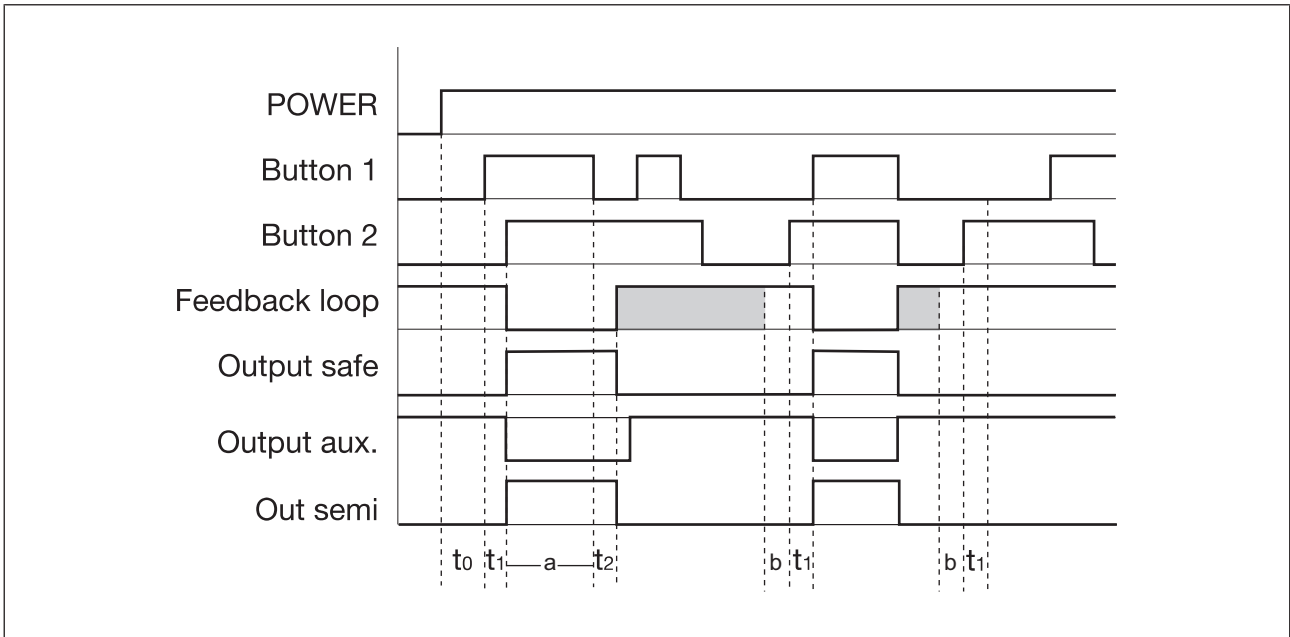 POWER
Button 1
Button 2
Feedback loop
Output safe
Output aux.
Out semi
t0 t1 a t2 b t1 b t1